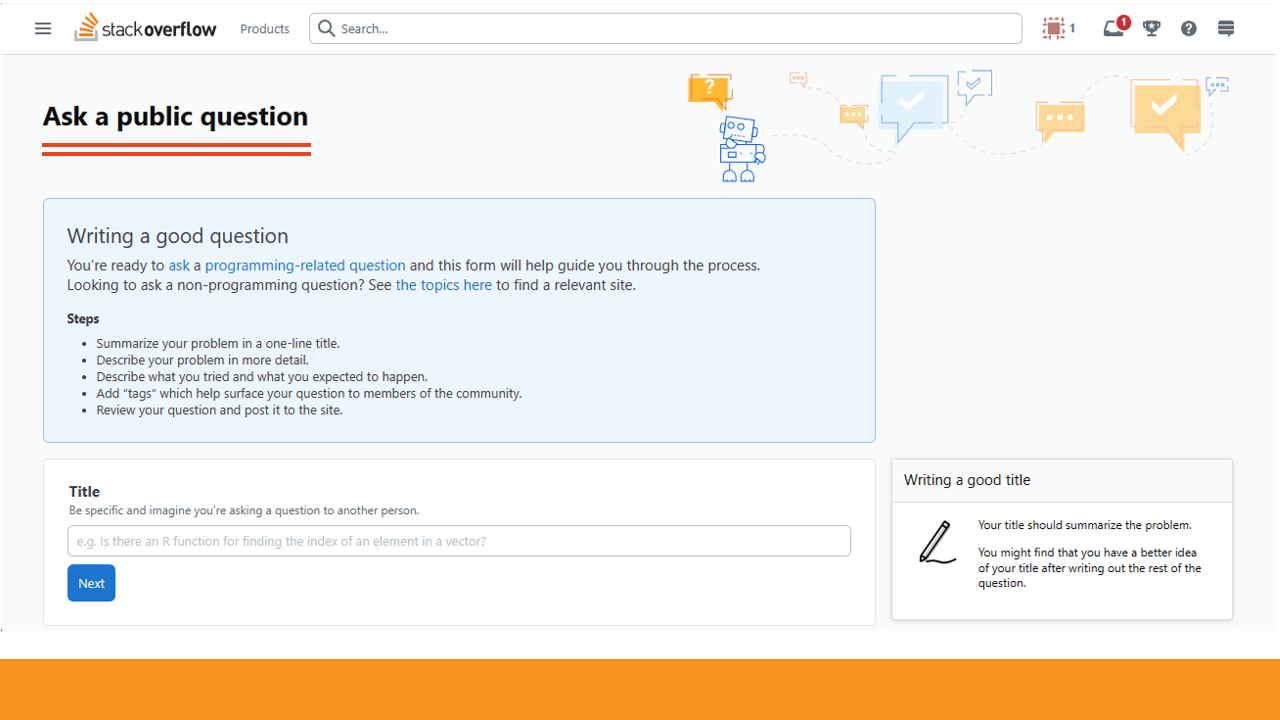 stackoverflow Products Search... 1 1
Ask a public question
?
Writing a good question
You're ready to ask a programming-related question and this form will help guide you through the process.
Looking to ask a non-programming question? See the topics here to find a relevant site.
Steps
• Summarize your problem in a one-line title.
• Describe your problem in more detail.
• Describe what you tried and what you expected to happen.
• Add “tags” which help surface your question to members of the community.
• Review your question and post it to the site.
Title
Be specific and imagine you're asking a question to another person.
e.g. Is there an R function for finding the index of an element in a vector?
Next
Writing a good title
Your title should summarize the problem.
You might find that you have a better idea
of your title after writing out the rest of the
question.